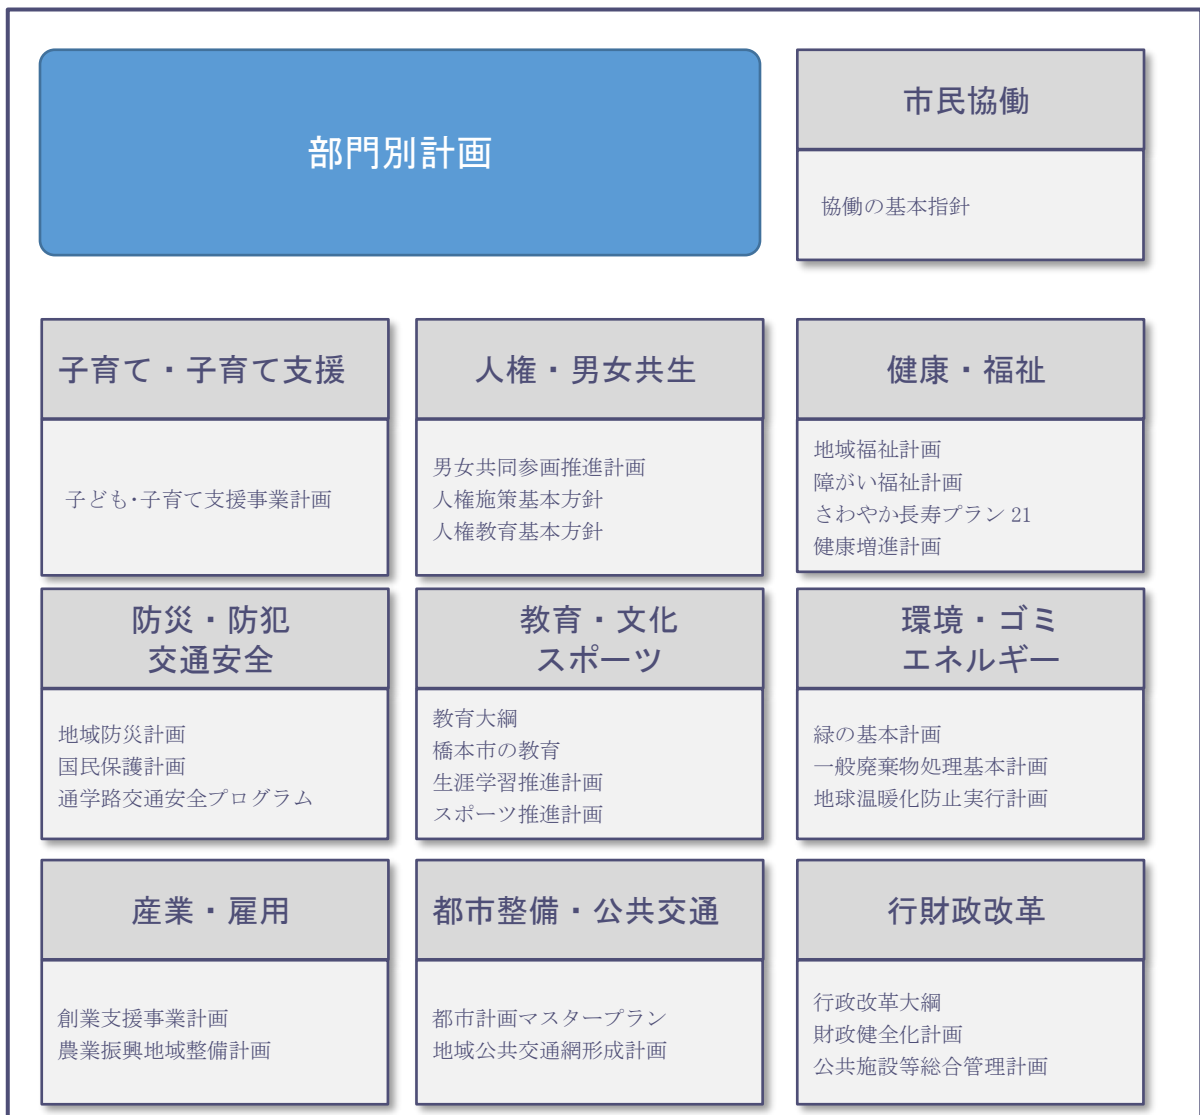 部門別計画
市民協働
協働の基本指針
子育て・子育て支援
子ども･子育て支援事業計画
人権・男女共生
男女共同参画推進計画
人権施策基本方針
人権教育基本方針
健康・福祉
地域福祉計画
障がい福祉計画
さわやか長寿プラン 21
健康増進計画
防災・防犯
交通安全
地域防災計画
国民保護計画
通学路交通安全プログラム
教育・文化
スポーツ
教育大綱
橋本市の教育
生涯学習推進計画
スポーツ推進計画
環境・ゴミ
エネルギー
緑の基本計画
一般廃棄物処理基本計画
地球温暖化防止実行計画
産業・雇用
創業支援事業計画
農業振興地域整備計画
都市整備・公共交通
都市計画マスタープラン
地域公共交通網形成計画
行財政改革
行政改革大綱
財政健全化計画
公共施設等総合管理計画